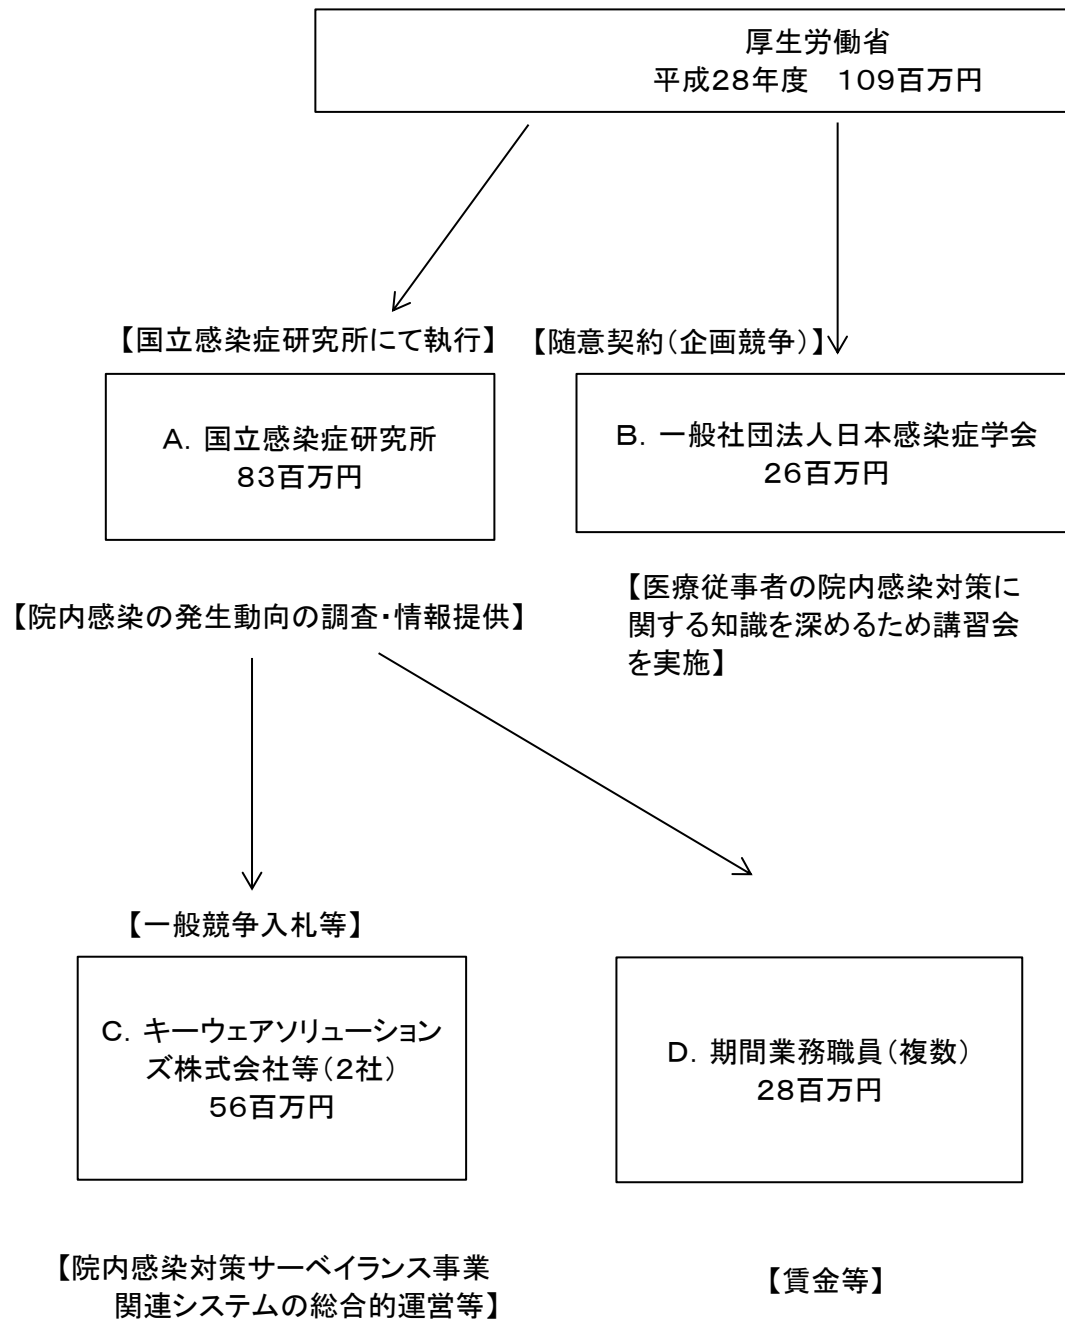 厚生労働省
平成28年度　109百万円
【国立感染症研究所にて執行】
【随意契約（企画競争）】
A．国立感染症研究所
83百万円
B．一般社団法人日本感染症学会
26百万円
【院内感染の発生動向の調査・情報提供】
【医療従事者の院内感染対策に
関する知識を深めるため講習会
を実施】
【一般競争入札等】
C．キーウェアソリューション
ズ株式会社等（2社）
56百万円
D．期間業務職員（複数）
28百万円
【院内感染対策サーベイランス事業
関連システムの総合的運営等】
【賃金等】